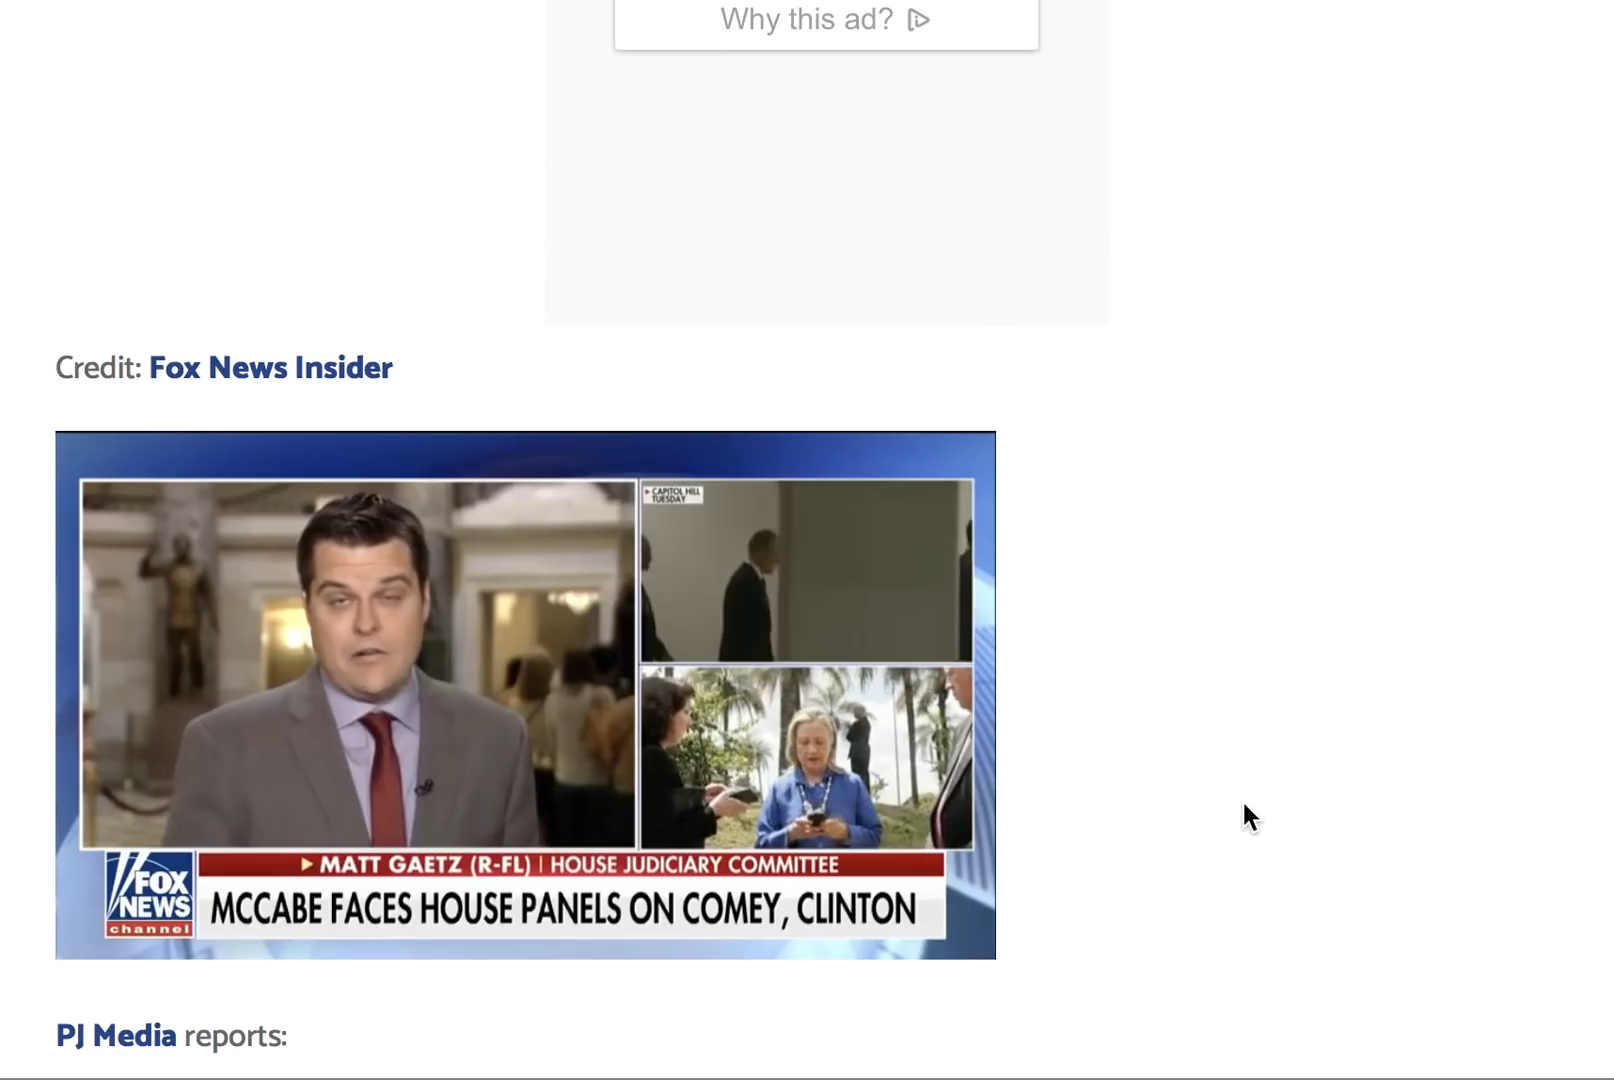 Why this ad?
Credit: Fox News Insider
CAPITOL HILL
TUESDAY
MATT GAETZ (R-FL) | HOUSE JUDICIARY COMMITTEE
FOX
NEWS
channel
MCCABE FACES HOUSE PANELS ON COMEY, CLINTON
PJ Media reports: